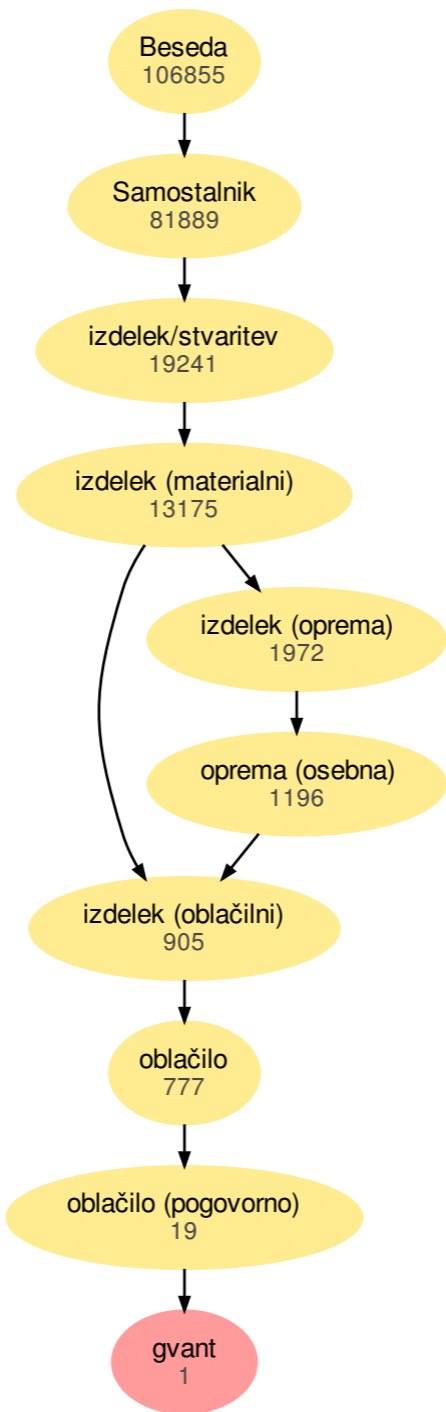 Beseda
106855
Samostalnik
81889
izdelek/stvaritev
19241
izdelek (materialni)
13175
izdelek (oprema)
1972
oprema (osebna)
1196
izdelek (oblačilni)
905
oblačilo
777
oblačilo (pogovorno)
19
gvant
1